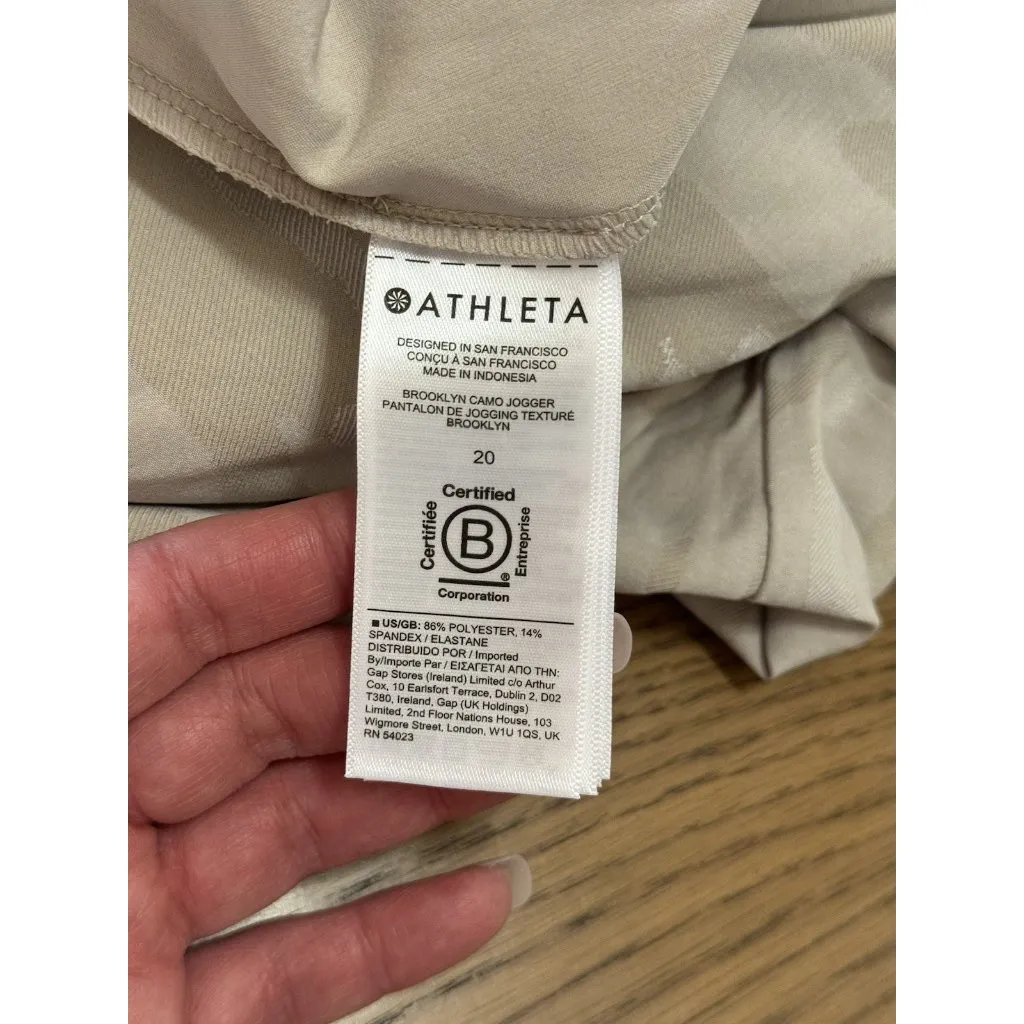 ATHLETA
DESIGNED IN SAN FRANCISCO
CONÇU À SAN FRANCISCO
MADE IN INDONESIA
BROOKLYN CAMO JOGGER
PANTALON DE JOGGING TEXTURÉ
BROOKLYN
20
Certified
Certifiée
B
Entreprise
®
Corporation
US/GB: 86% POLYESTER, 14%
SPANDEX / ELASTANE
DISTRIBUIDO POR / Imported
By/Importe Par / ΕΙΣΑΓΕΤΑΙ ΑΠΟ ΤΗΝ:
Gap Stores (Ireland) Limited c/o Arthur
Cox, 10 Earlsfort Terrace, Dublin 2, D02
T380, Ireland, Gap (UK Holdings)
Limited, 2nd Floor Nations House, 103
Wigmore Street, London, W1U 1QS, UK
RN 54023